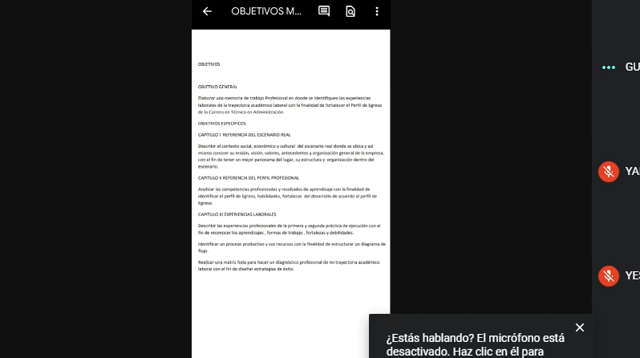 OBJETIVOS M...
OBJETIVOS
OBJETIVO GENERAL
Elaborar una memoria de trabajo Profesional en donde se identifiquen las experiencias
laborales de la trayectoria académico laboral con la finalidad de fortalecer el Perfil de Egreso
de la Carrera en Técnico en Administración
OBJETIVOS ESPECIFICOS
CAPÍTULO I REFERENCIA DEL ESCENARIO REAL
Describir el contexto social, económico y cultural del escenario real donde se ubica y así
mismo conocer su misión, visión, valores, antecedentes y organización general de la empresa,
con el fin de tener un mejor panorama del lugar, su estructura y organización dentro del
escenario.
CAPITULO II REFERENCIA DEL PERFIL PROFESIONAL
Analizar las competencias profesionales y resultados de aprendizaje con la finalidad de
identificar el perfil de egreso, habilidades, fortalezas del desarrollo de acuerdo al perfil de
Egreso.
CAPITULO III EXPERIENCIAS LABORALES
Describir las experiencias profesionales de la primera y segunda práctica de ejecución con el
fin de reconocer los aprendizajes , formas de trabajo , fortalezas y debilidades.
Identificar un proceso productivo y sus recursos con la finalidad de estructurar un diagrama de
flujo.
Realizar una matriz foda para hacer un diagnóstico profesional de mi trayectoria académico
laboral con el fin de diseñar estrategias de éxito.
GU
YA
YES
¿Estás hablando? El micrófono está
desactivado. Haz clic en él para